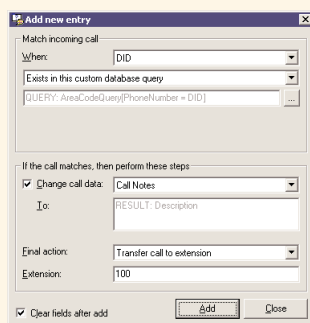 Add new entry
Match incoming call
When: DID
Exists in this custom database query
QUERY: AreaCodeQuery[PhoneNumber = DID]
...
If the call matches, then perform these steps
Change call data: Call Notes
To: RESULT: Description
Final action: Transfer call to extension
Extension: 100
Clear fields after add
Add
Close